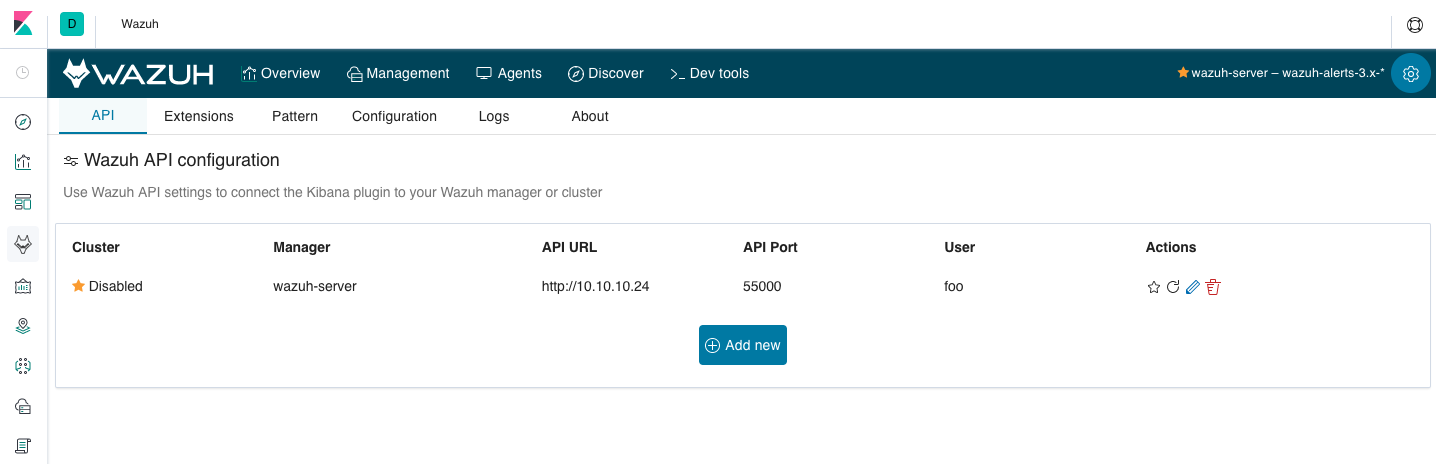 D Wazuh
WAZUH Overview Management Agents Discover Dev tools wazuh-server – wazuh-alerts-3.x-*
API Extensions Pattern Configuration Logs About
Wazuh API configuration
Use Wazuh API settings to connect the Kibana plugin to your Wazuh manager or cluster
Cluster Manager API URL API Port User Actions
Disabled wazuh-server http://10.10.10.24 55000 foo
Add new